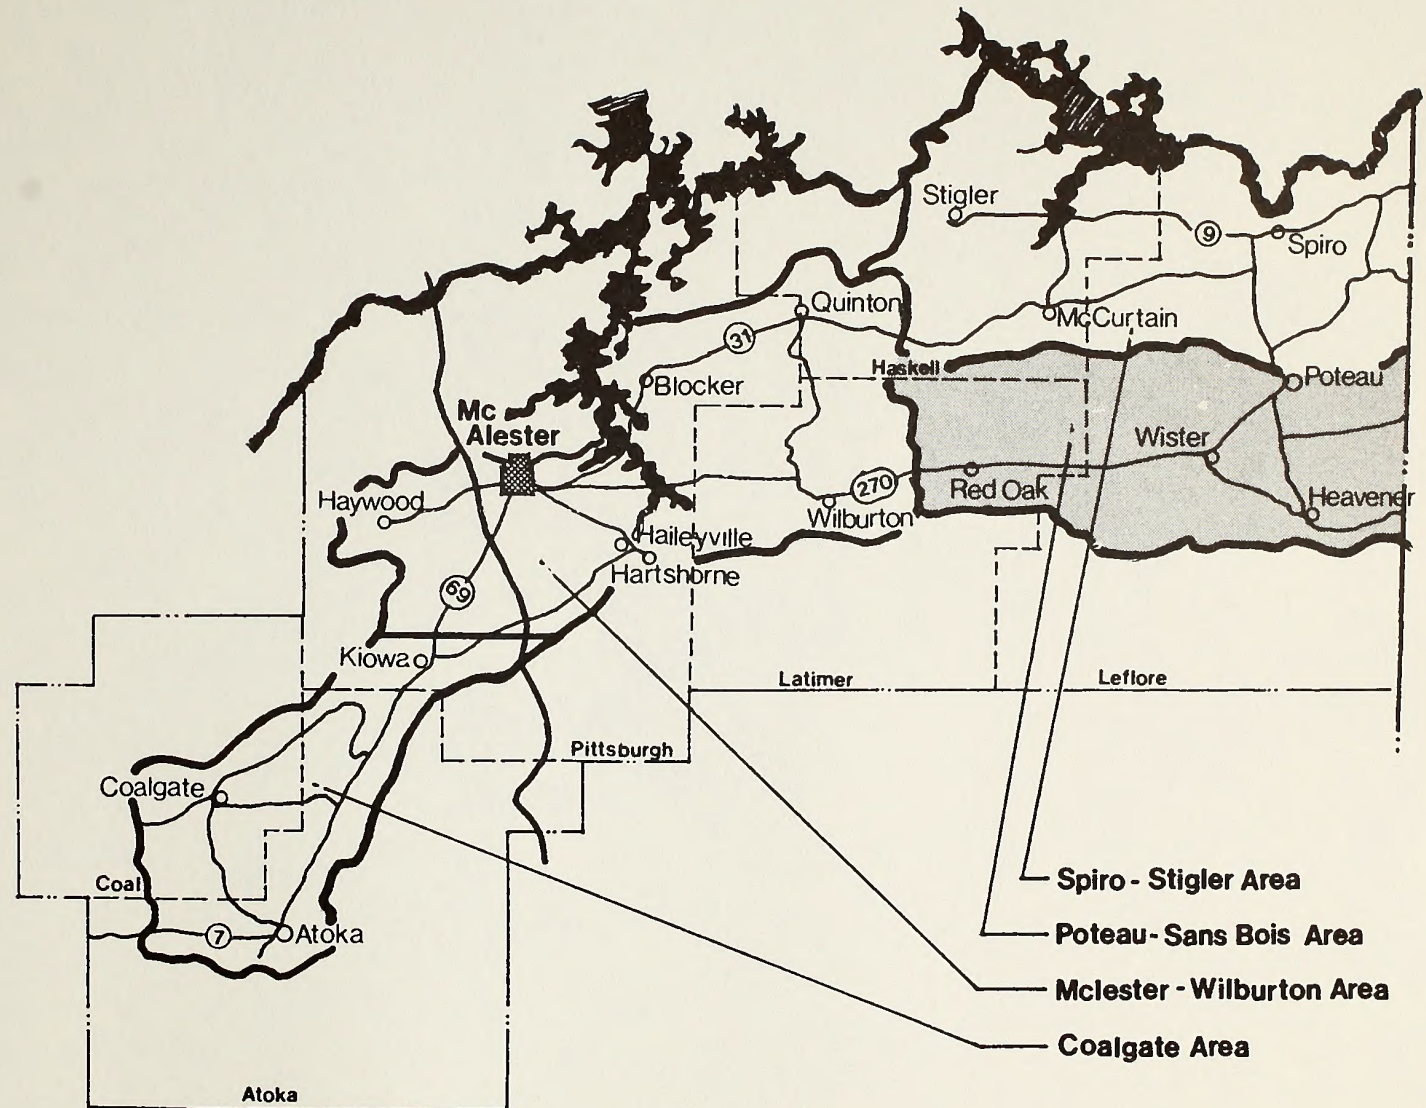 Stigler
9
Spiro
Quinton
McCurtain
31
Haskell
Blocker
Poteau
Mc
Alester
Wister
Haywood
270
Red Oak
Heavener
Wilburton
Haileyville
Hartshorne
69
Kiowa
Latimer
Leflore
Pittsburgh
Coalgate
Coal
Spiro - Stigler Area
7
Atoka
Poteau - Sans Bois Area
Mclester - Wilburton Area
Coalgate Area
Atoka